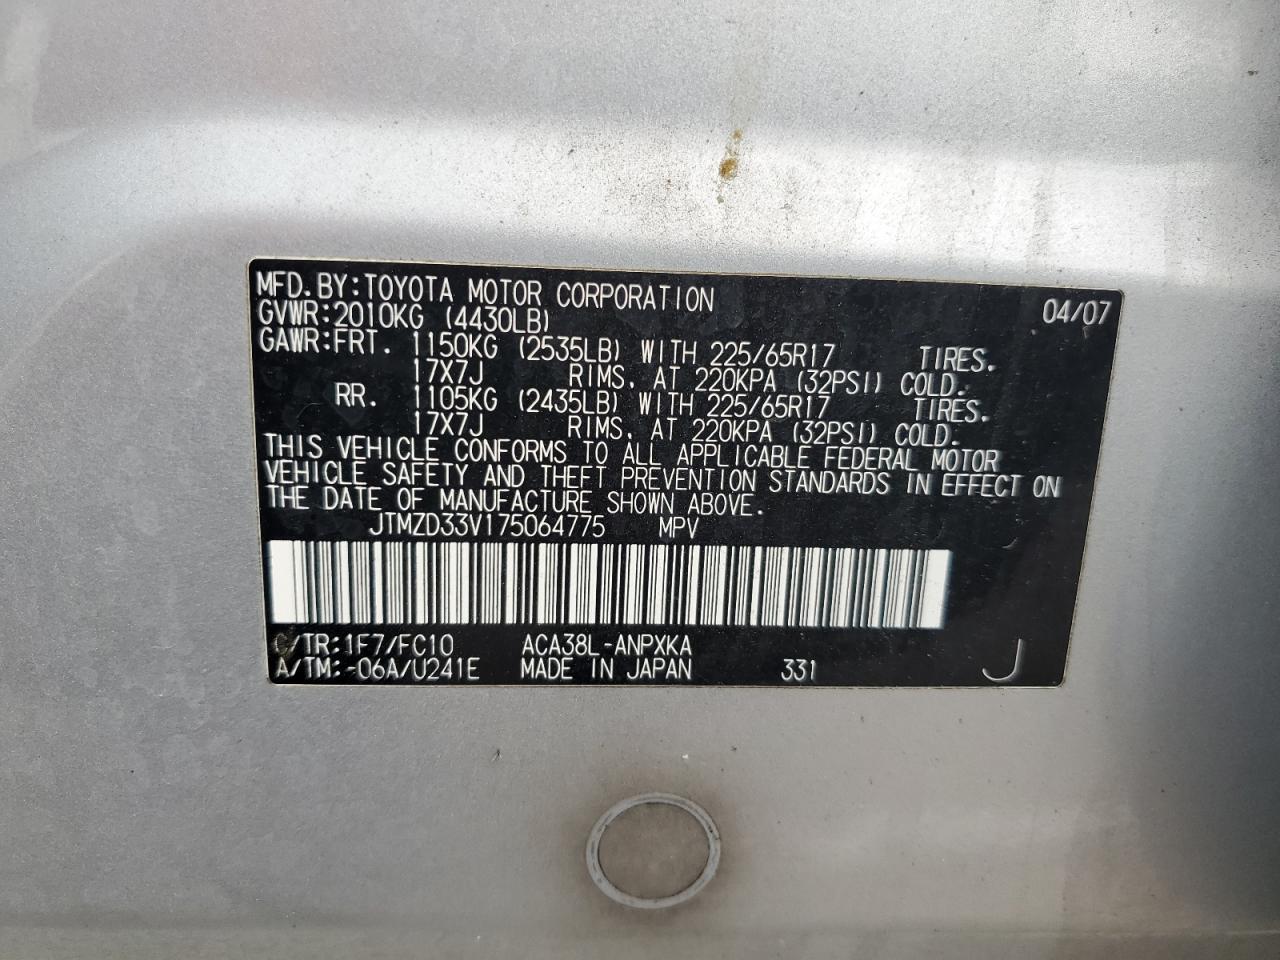 MFD. BY: TOYOTA MOTOR CORPORATION 04/07
GVWR: 2010KG (4430LB)
GAWR: FRT. 1150KG (2535LB) WITH 225/65R17 TIRES.
17X7J RIMS. AT 220KPA (32PSI) COLD.
RR. 1105KG (2435LB) WITH 225/65R17 TIRES.
17X7J RIMS. AT 220KPA (32PSI) COLD.
THIS VEHICLE CONFORMS TO ALL APPLICABLE FEDERAL MOTOR
VEHICLE SAFETY AND THEFT PREVENTION STANDARDS IN EFFECT ON
THE DATE OF MANUFACTURE SHOWN ABOVE.
JTMZD33V175064775 MPV
C/TR: 1F7/FC10 ACA38L-ANPXKA
A/TM: -06A/U241E MADE IN JAPAN 331 J